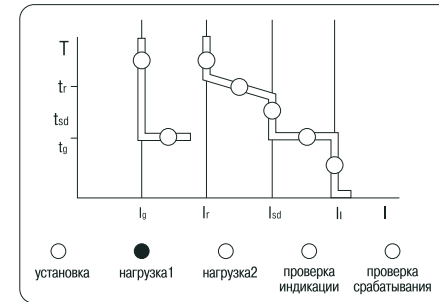 T
tr
tsd
tg
Ig Ir Isd Ii I
установка нагрузка1 нагрузка2 проверка индикации проверка срабатывания